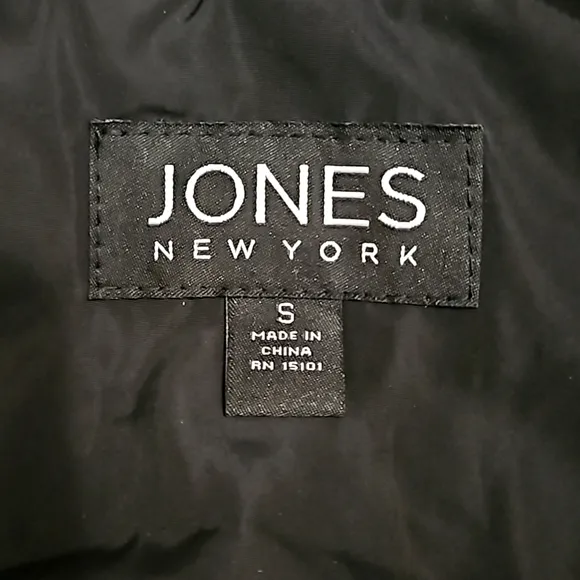 JONES
NEW YORK
S
MADE IN
CHINA
RN 15101